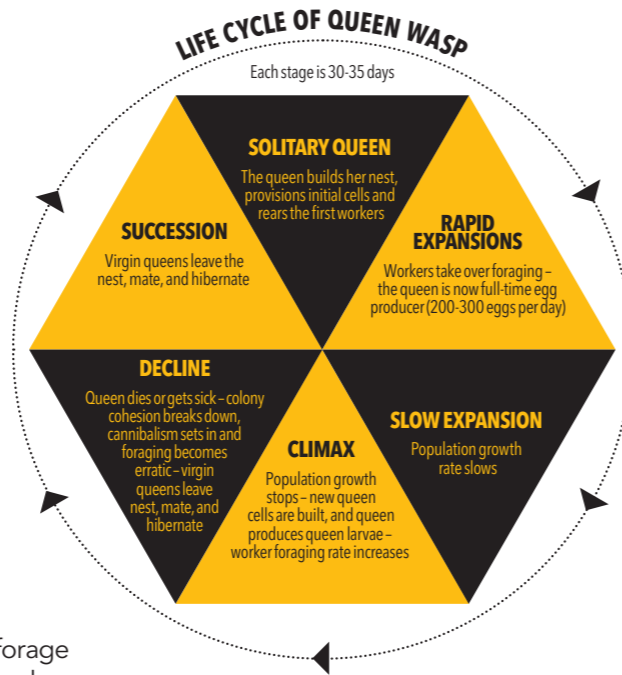 LIFE CYCLE OF QUEEN WASP
Each stage is 30-35 days
SOLITARY QUEEN
The queen builds her nest,
provisions initial cells and
rears the first workers
RAPID
EXPANSIONS
Workers take over foraging –
the queen is now full-time egg
producer (200-300 eggs per day)
SLOW EXPANSION
Population growth
rate slows
CLIMAX
Population growth
stops – new queen
cells are built, and queen
produces queen larvae –
worker foraging rate increases
DECLINE
Queen dies or gets sick – colony
cohesion breaks down,
cannibalism sets in and
foraging becomes
erratic – virgin
queens leave
nest, mate, and
hibernate
SUCCESSION
Virgin queens leave the
nest, mate, and hibernate
forage